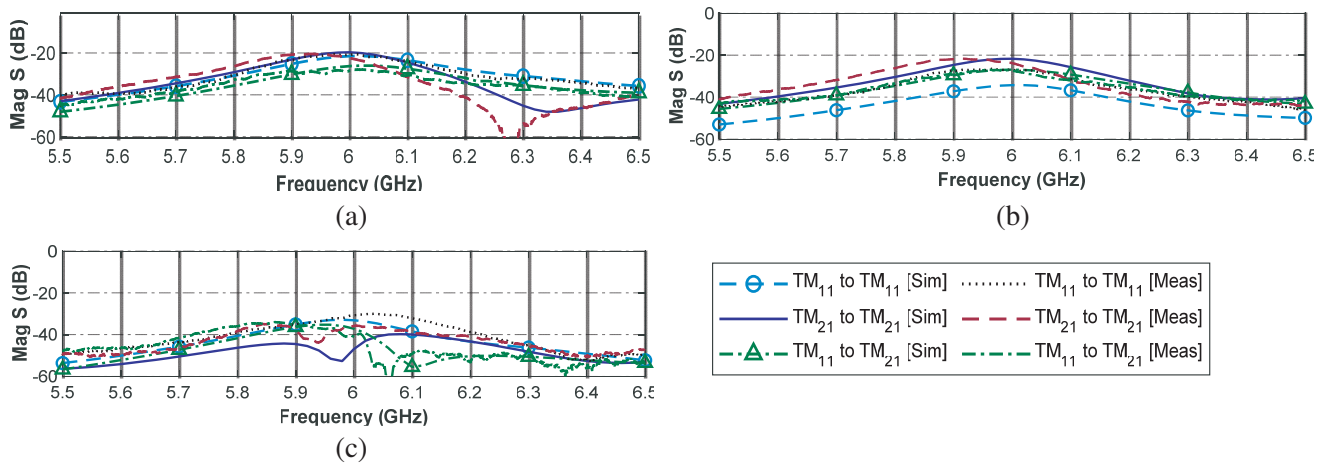 Mag S (dB)
-20
-40
-60
5.5 5.6 5.7 5.8 5.9 6 6.1 6.2 6.3 6.4 6.5
Frequency (GHz)
(a)
Mag S (dB)
0
-20
-40
-60
5.5 5.6 5.7 5.8 5.9 6 6.1 6.2 6.3 6.4 6.5
Frequency (GHz)
(b)
Mag S (dB)
0
-20
-40
-60
5.5 5.6 5.7 5.8 5.9 6 6.1 6.2 6.3 6.4 6.5
Frequency (GHz)
(c)
TM11 to TM11 [Sim] TM11 to TM11 [Meas]
TM21 to TM21 [Sim] TM21 to TM21 [Meas]
TM11 to TM21 [Sim] TM11 to TM21 [Meas]